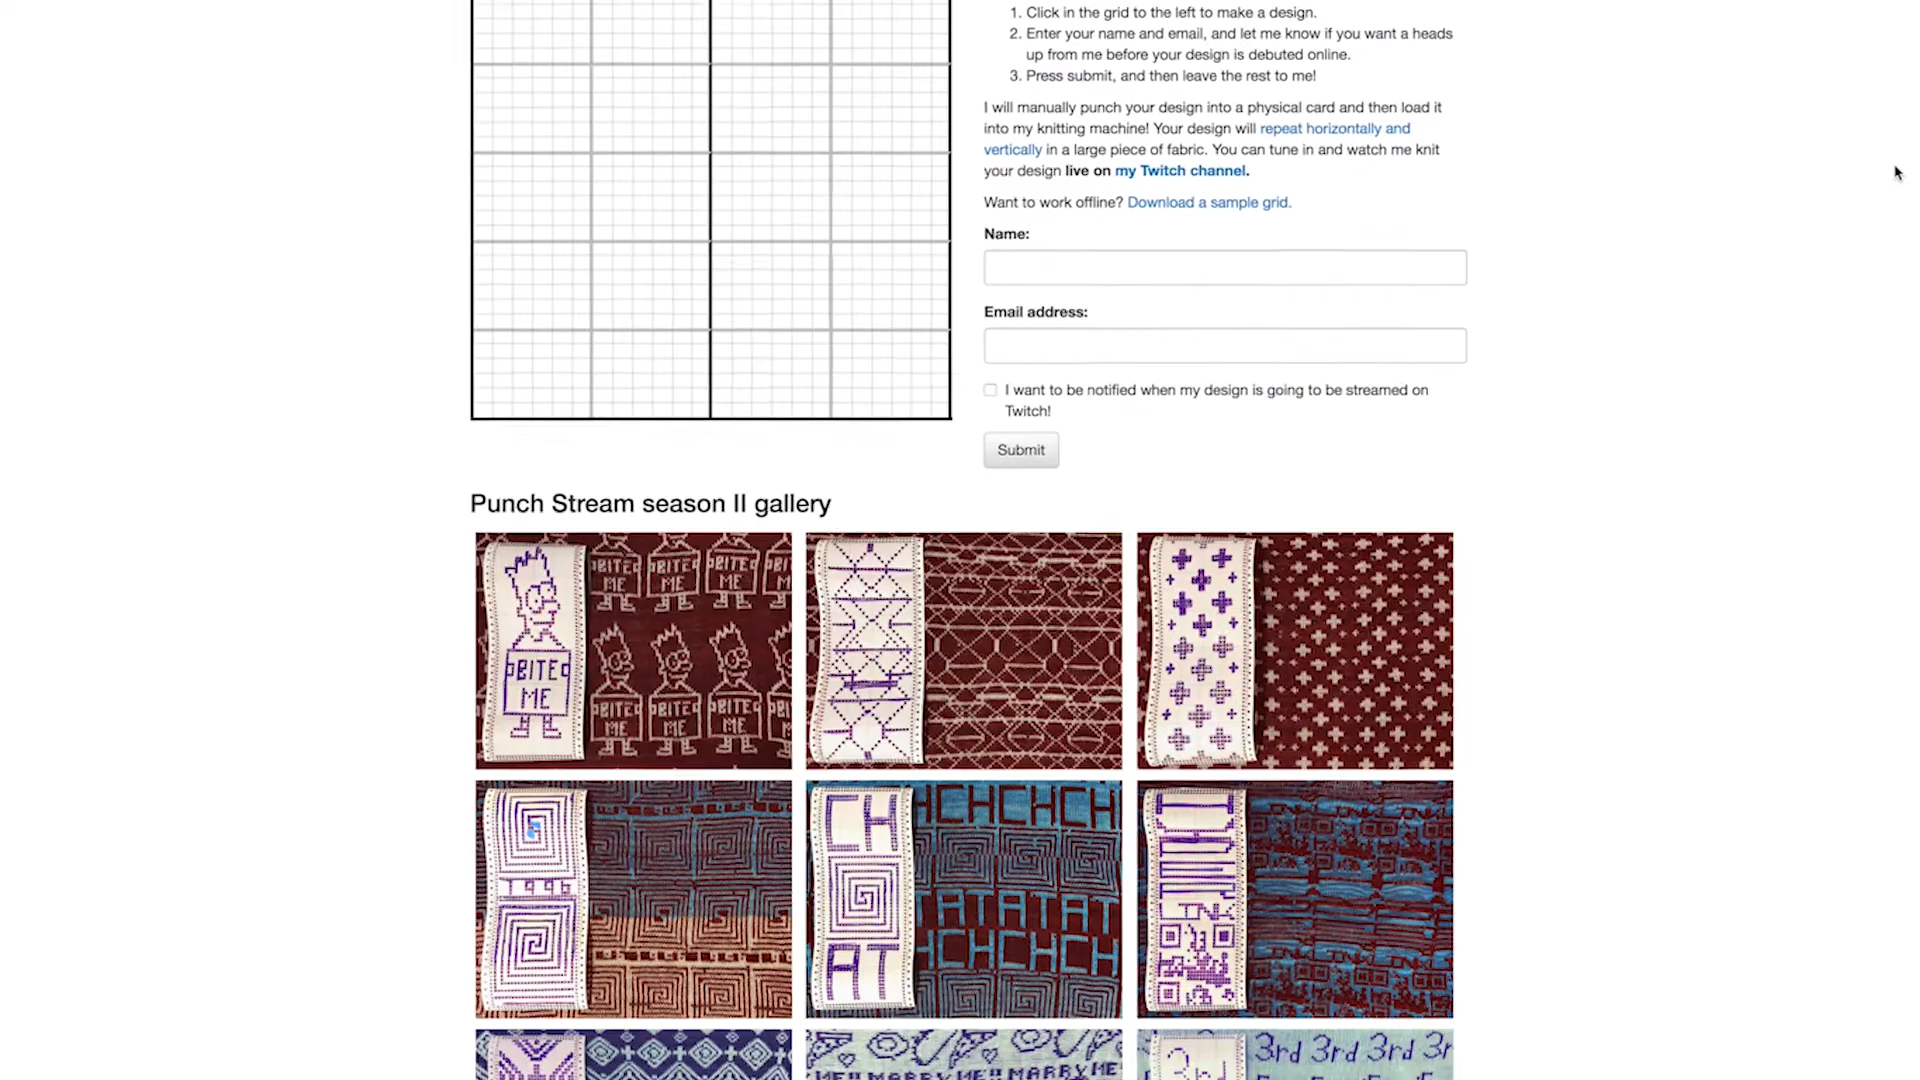 1. Click in the grid to the left to make a design.
2. Enter your name and email, and let me know if you want a heads
up from me before your design is debuted online.
3. Press submit, and then leave the rest to me!
I will manually punch your design into a physical card and then load it
into my knitting machine! Your design will repeat horizontally and
vertically in a large piece of fabric. You can tune in and watch me knit
your design live on my Twitch channel.
Want to work offline? Download a sample grid.
Name:
Email address:
I want to be notified when my design is going to be streamed on
Twitch!
Submit
Punch Stream season II gallery
BITE BITE BITE
ME ME ME M
BITE
ME
BITE BITE BITE
ME ME ME
CH
HCHCHCH
1996
ATATAT
HCHCHCH
AT
3rd 3rd 3rd 3r
ME!! MARRY ME!! MARRY ME